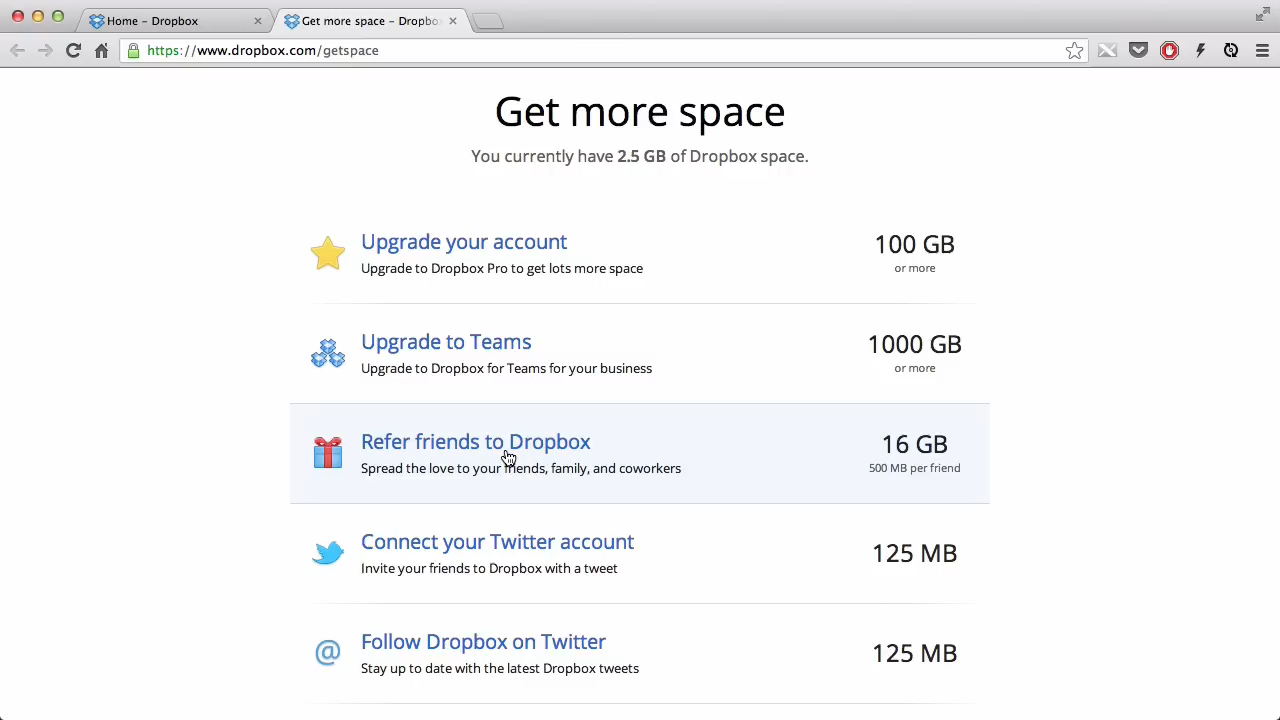 Home – Dropbox
Get more space – Dropbo
https://www.dropbox.com/getspace
Get more space
You currently have 2.5 GB of Dropbox space.
Upgrade your account
100 GB
Upgrade to Dropbox Pro to get lots more space
or more
Upgrade to Teams
1000 GB
Upgrade to Dropbox for Teams for your business
or more
Refer friends to Dropbox
16 GB
Spread the love to your friends, family, and coworkers
500 MB per friend
Connect your Twitter account
125 MB
Invite your friends to Dropbox with a tweet
Follow Dropbox on Twitter
125 MB
Stay up to date with the latest Dropbox tweets